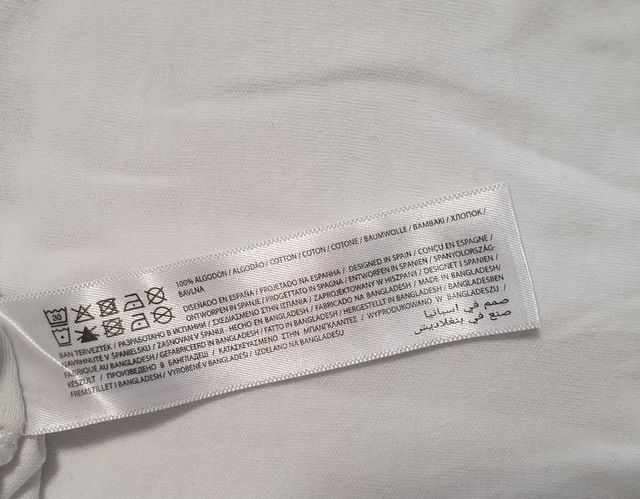 100% ALGODÓN / ALGODÃO / COTTON / COTON / COTONE / BAUMWOLLE / BAMBAKI / ХЛОПОК /
BAVLNA
DISEÑADO EN ESPAÑA / PROJETADO NA ESPANHA / DESIGNED IN SPAIN / CONÇU EN ESPAGNE /
ONTWORPEN IN SPANJE / PROGETTATO IN SPAGNA / ENTWORFEN IN SPANIEN / SPANYOLORSZÁG-
BAN TERVEZTÉK / РАЗРАБОТАНО В ИСПАНИИ / ΣΧΕΔΙΑΣΜΕΝΟ ΣΤΗΝ ΙΣΠΑΝΙΑ / ZAPROJEKTOWANY W HISZPANII / DESIGNET I SPANIEN /
NAVRHNUTÉ V ŠPANIELSKU / ZASNOVAN V ŠPANIJI. - HECHO EN BANGLADESH / FABRICADO NA BANGLADESH / MADE IN BANGLADESH/
FABRIQUE AU BANGLADESH / GEFABRICEERD IN BANGLADESH / FATTO IN BANGLADESH / HERGESTELLT IN BANGLADESH / BANGLADESBEN
KÉSZÜLT / ПРОИЗВЕДЕНО В БАНГЛАДЕШ / ΚΑΤΑΣΚΕΥΑΣΜΕΝΟ ΣΤΗΝ ΜΠΑΝΓΚΛΑΝΤΕΣ / WYPRODUKOWANO W BANGLADESZU /
FREMSTILLET I BANGLADESH / VYROBENÉ V BANGLADÉŠI / IZDELANO NA BANGLADEŠU
صمم في اسبانيا
صنع في بنغلاديش